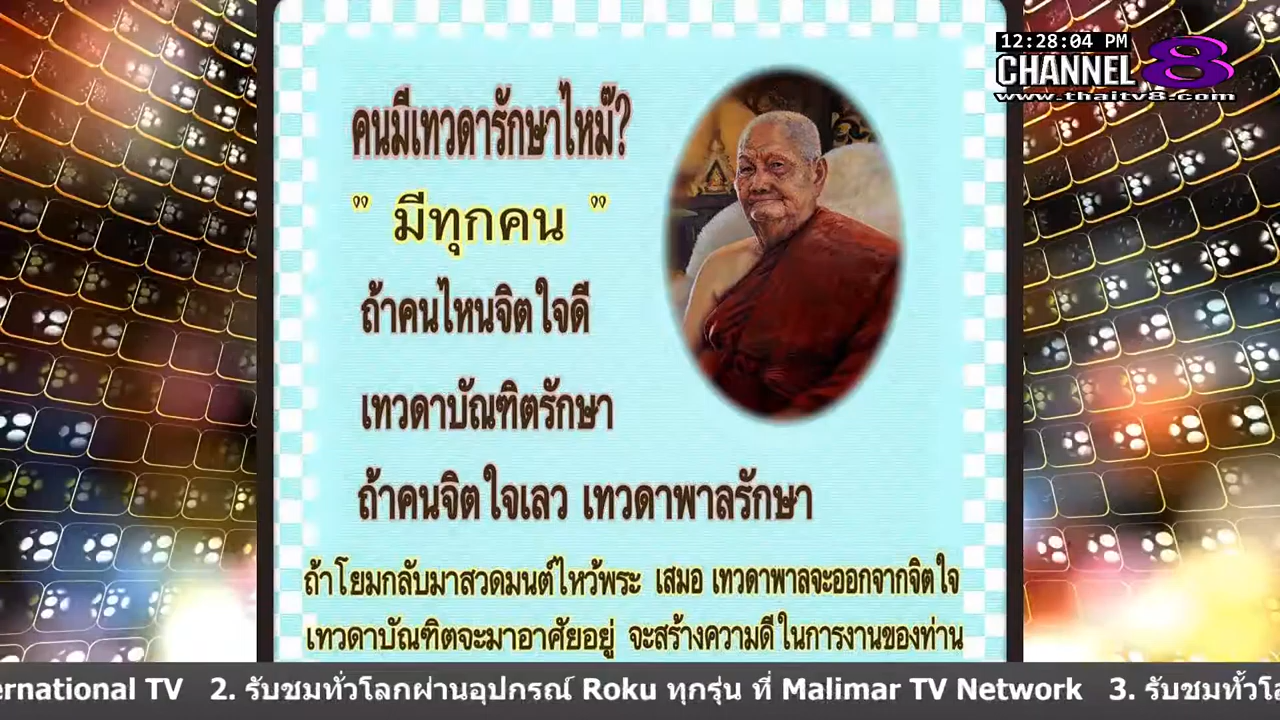 12:28:04 PM
CHANNEL 8
www.thaitv8.com
คนมีเทวดารักษาไหม๊?
" มีทุกคน "
ถ้าคนไหนจิตใจดี
เทวดาบัณฑิตรักษา
ถ้าคนจิตใจเลว เทวดาพาลรักษา
ถ้าโยมกลับมาสวดมนต์ไหว้พระ เสมอ เทวดาพาลจะออกจากจิตใจ
เทวดาบัณฑิตจะมาอาศัยอยู่ จะสร้างความดีในการงานของท่าน
ernational TV 2. รับชมทั่วโลกผ่านอุปกรณ์ Roku ทุกรุ่น ที่ Malimar TV Network 3. รับชมทั้วโล